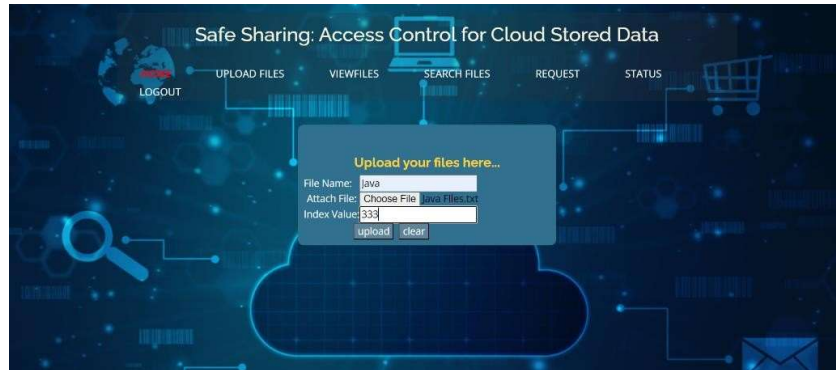 Safe Sharing: Access Control for Cloud Stored Data
HOME UPLOAD FILES VIEWFILES SEARCH FILES REQUEST STATUS
LOGOUT
Upload your files here...
File Name: Java
Attach File: Choose File Java Files.txt
Index Value: 333
upload clear